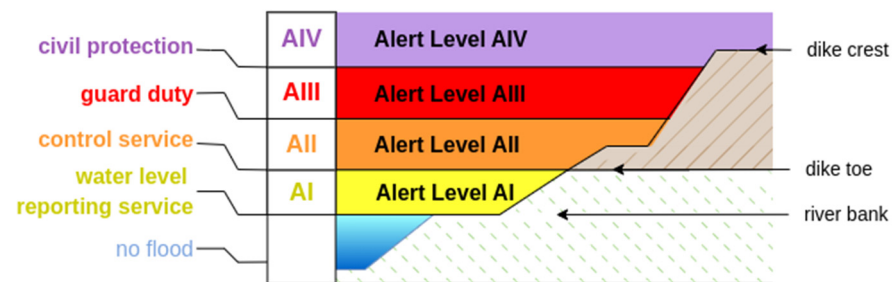 civil protection
AIV
Alert Level AIV
dike crest
guard duty
AIII
Alert Level AIII
control service
AII
Alert Level AII
dike toe
water level
reporting service
AI
Alert Level AI
river bank
no flood